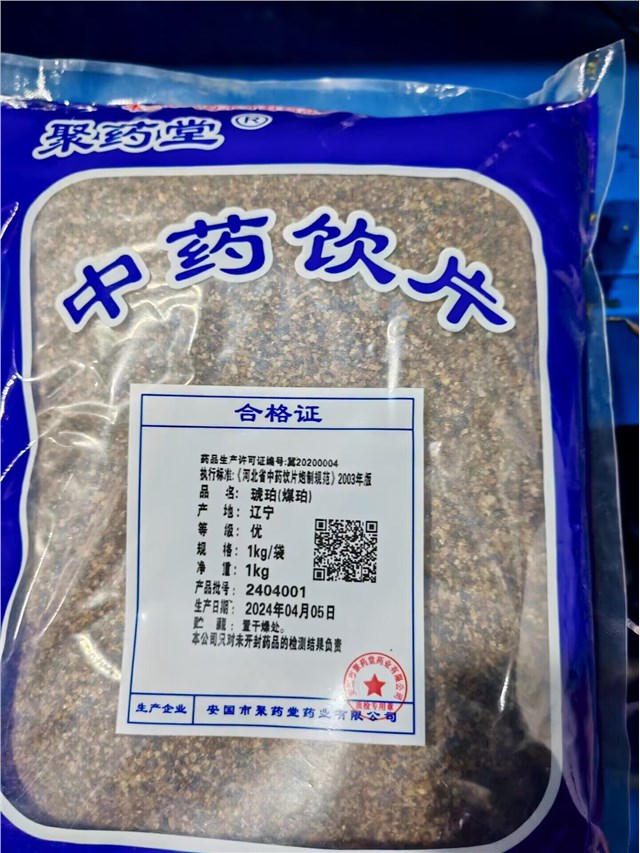 聚药堂®
中药饮片
合格证
药品生产许可证编号:冀20200004
执行标准:《河北省中药饮片炮制规范》2003年版
品 名: 琥珀(煤珀)
产 地: 辽宁
等 级: 优
规 格: 1kg/袋
净 重: 1kg
产品批号: 2404001
生产日期: 2024年04月05日
贮 藏: 置干燥处。
本公司只对未开封药品的检测结果负责
生产企业 安国市聚药堂药业有限公司
质检专用章